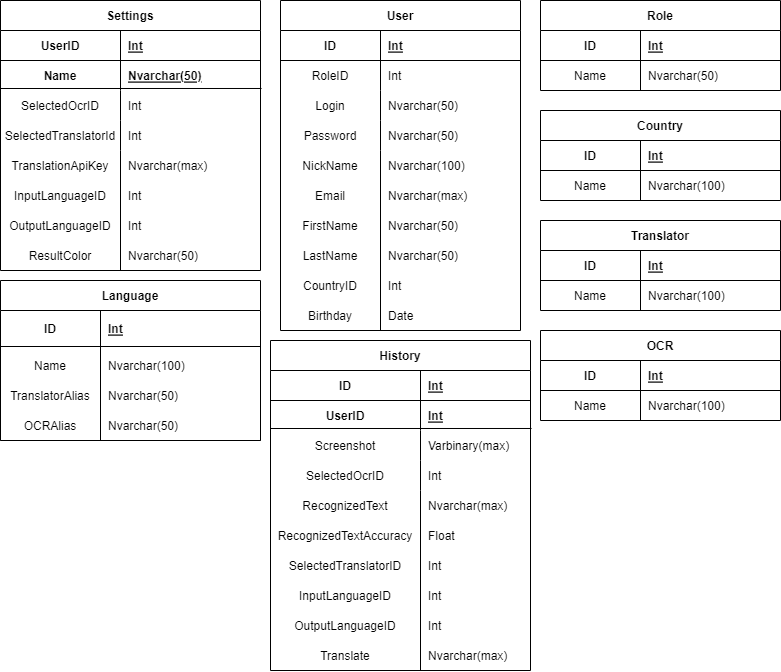 Settings
UserID Int
Name Nvarchar(50)
SelectedOcrID Int
SelectedTranslatorId Int
TranslationApiKey Nvarchar(max)
InputLanguageID Int
OutputLanguageID Int
ResultColor Nvarchar(50)
Language
ID Int
Name Nvarchar(100)
TranslatorAlias Nvarchar(50)
OCRAlias Nvarchar(50)
User
ID Int
RoleID Int
Login Nvarchar(50)
Password Nvarchar(50)
NickName Nvarchar(100)
Email Nvarchar(max)
FirstName Nvarchar(50)
LastName Nvarchar(50)
CountryID Int
Birthday Date
History
ID Int
UserID Int
Screenshot Varbinary(max)
SelectedOcrID Int
RecognizedText Nvarchar(max)
RecognizedTextAccuracy Float
SelectedTranslatorID Int
InputLanguageID Int
OutputLanguageID Int
Translate Nvarchar(max)
Role
ID Int
Name Nvarchar(50)
Country
ID Int
Name Nvarchar(100)
Translator
ID Int
Name Nvarchar(100)
OCR
ID Int
Name Nvarchar(100)